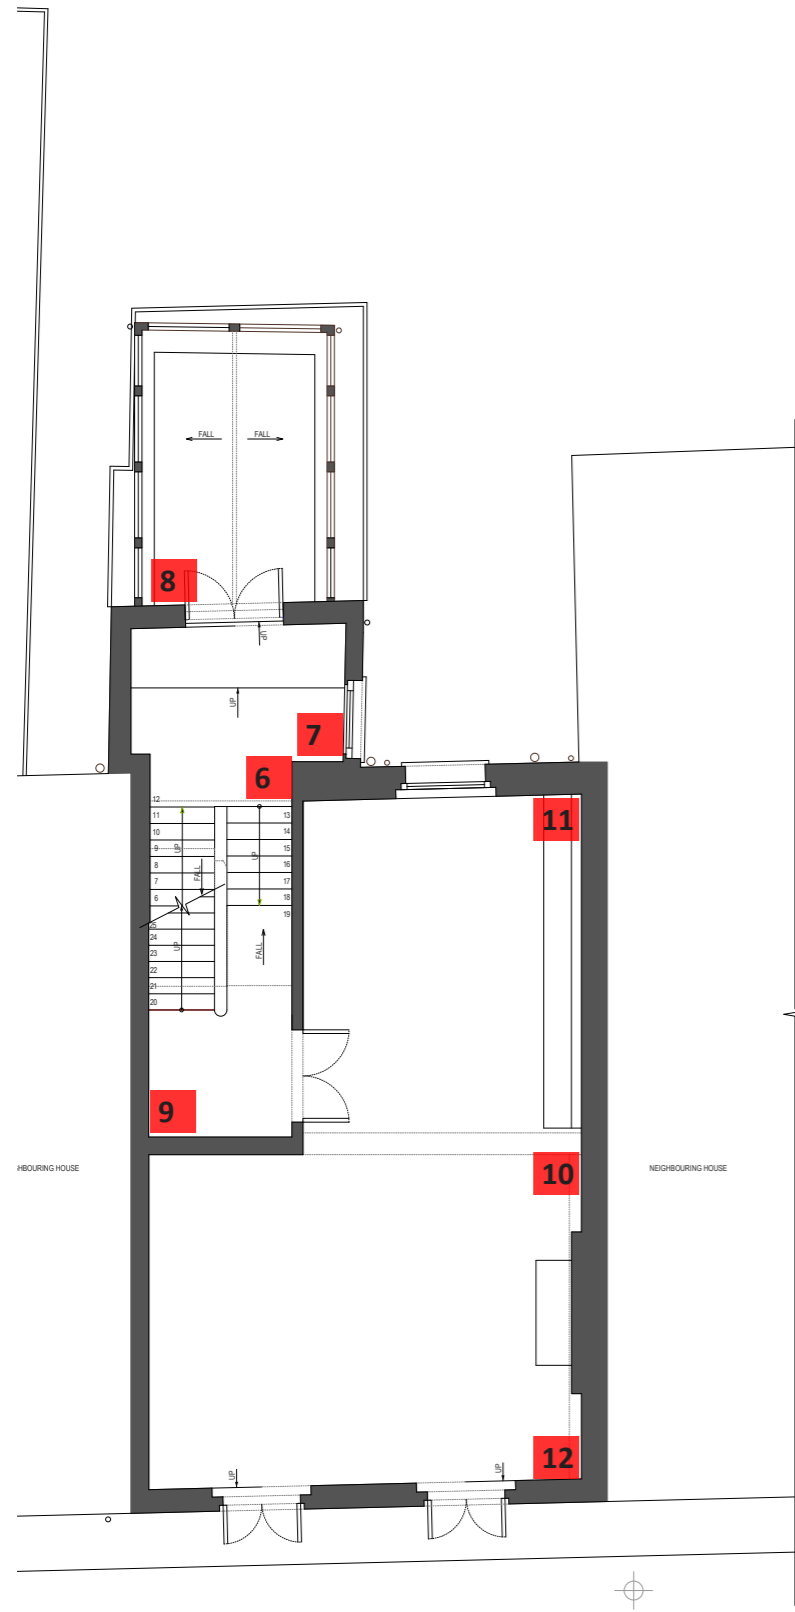 FALL FALL
8
UP
UP
7
6
12
11 13
10 14
9 UP UP 15
8 FALL 16
7 17
6 18
19
25
24
23 UP FALL
22
21
20
11
9
HBOURING HOUSE
10
NEIGHBOURING HOUSE
12
UP UP